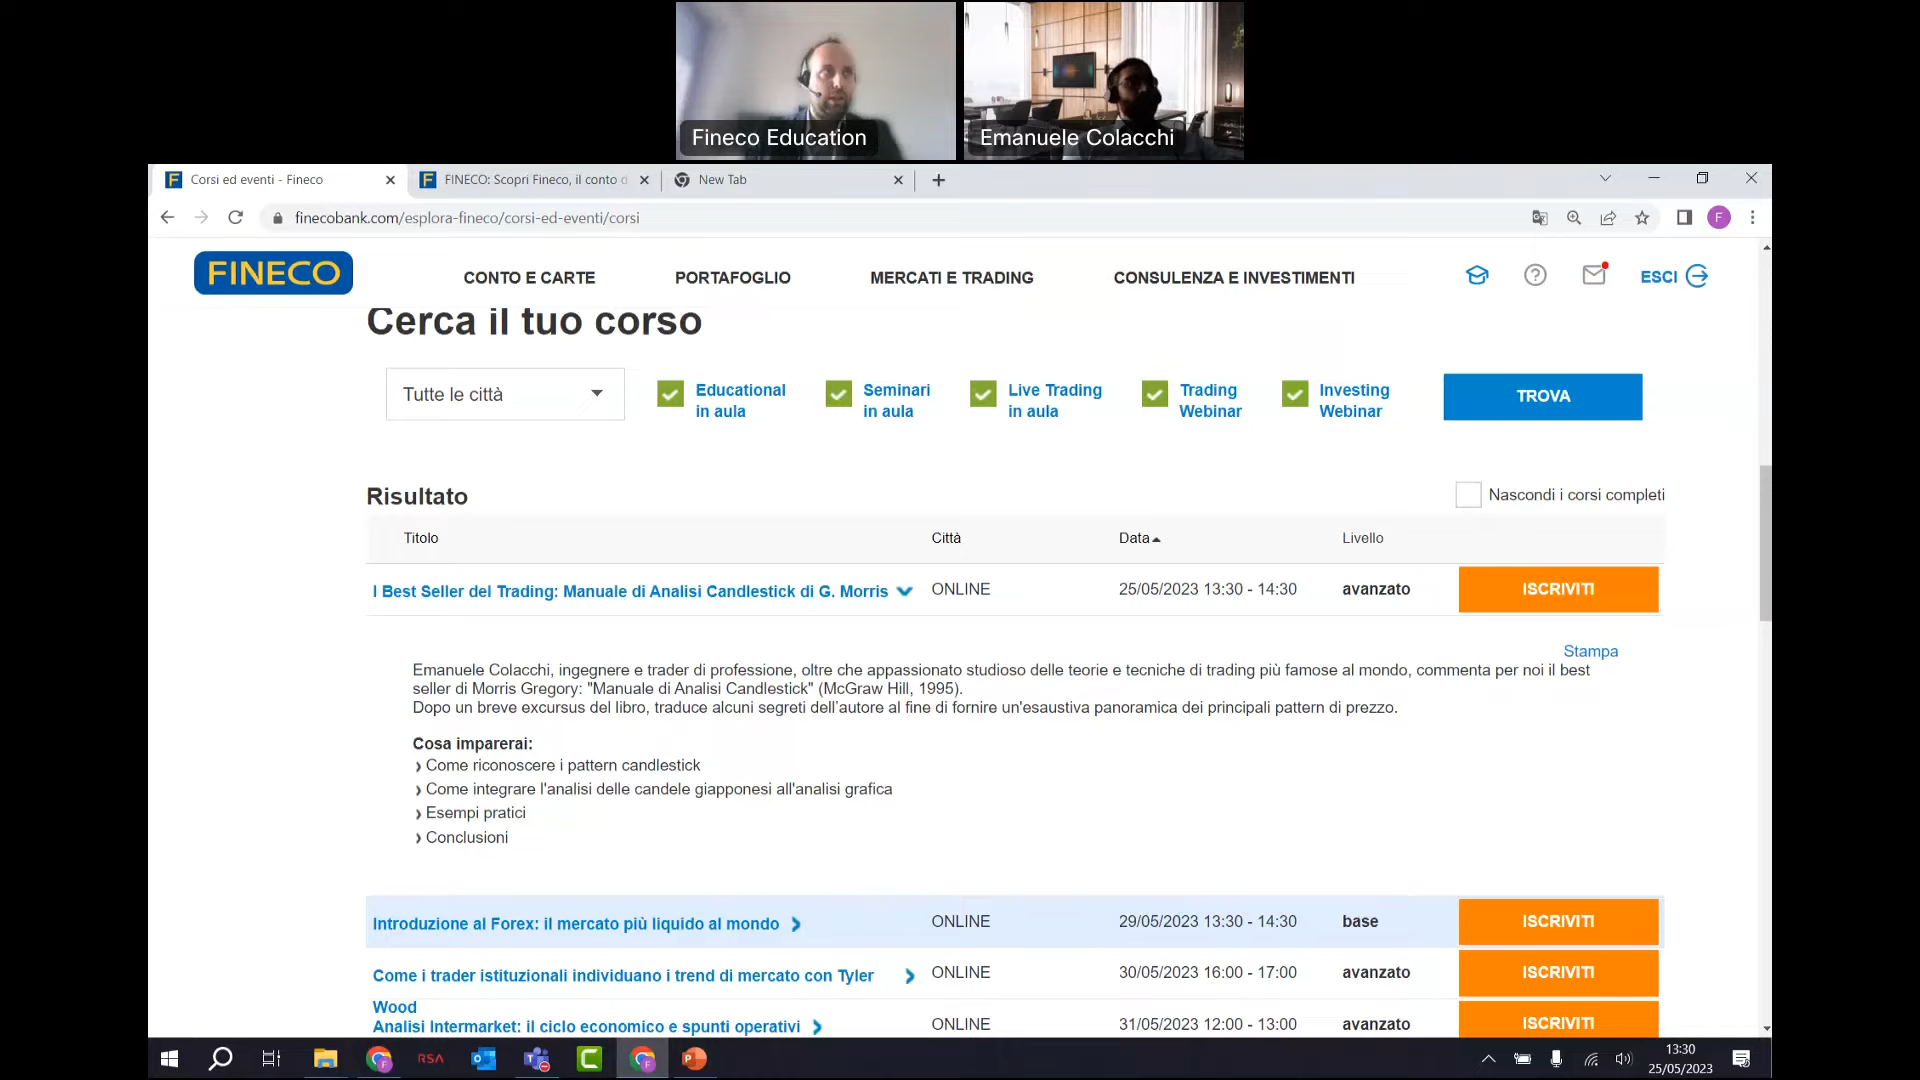 Fineco Education
Emanuele Colacchi
Corsi ed eventi - Fineco
FINECO: Scopri Fineco, il conto d
New Tab
finecobank.com/esplora-fineco/corsi-ed-eventi/corsi
F
FINECO
CONTO E CARTE
PORTAFOGLIO
MERCATI E TRADING
CONSULENZA E INVESTIMENTI
ESCI
Cerca il tuo corso
Tutte le città
Educational
in aula
Seminari
in aula
Live Trading
in aula
Trading
Webinar
Investing
Webinar
TROVA
Risultato
Nascondi i corsi completi
Titolo Città Data Livello
I Best Seller del Trading: Manuale di Analisi Candlestick di G. Morris ONLINE 25/05/2023 13:30 - 14:30 avanzato ISCRIVITI
Stampa
Emanuele Colacchi, ingegnere e trader di professione, oltre che appassionato studioso delle teorie e tecniche di trading più famose al mondo, commenta per noi il best
seller di Morris Gregory: "Manuale di Analisi Candlestick" (McGraw Hill, 1995).
Dopo un breve excursus del libro, traduce alcuni segreti dell'autore al fine di fornire un'esaustiva panoramica dei principali pattern di prezzo.
Cosa imparerai:
Come riconoscere i pattern candlestick
Come integrare l'analisi delle candele giapponesi all'analisi grafica
Esempi pratici
Conclusioni
Introduzione al Forex: il mercato più liquido al mondo ONLINE 29/05/2023 13:30 - 14:30 base ISCRIVITI
Come i trader istituzionali individuano i trend di mercato con Tyler ONLINE 30/05/2023 16:00 - 17:00 avanzato ISCRIVITI
Wood
Analisi Intermarket: il ciclo economico e spunti operativi ONLINE 31/05/2023 12:00 - 13:00 avanzato ISCRIVITI
RSA
13:30
25/05/2023